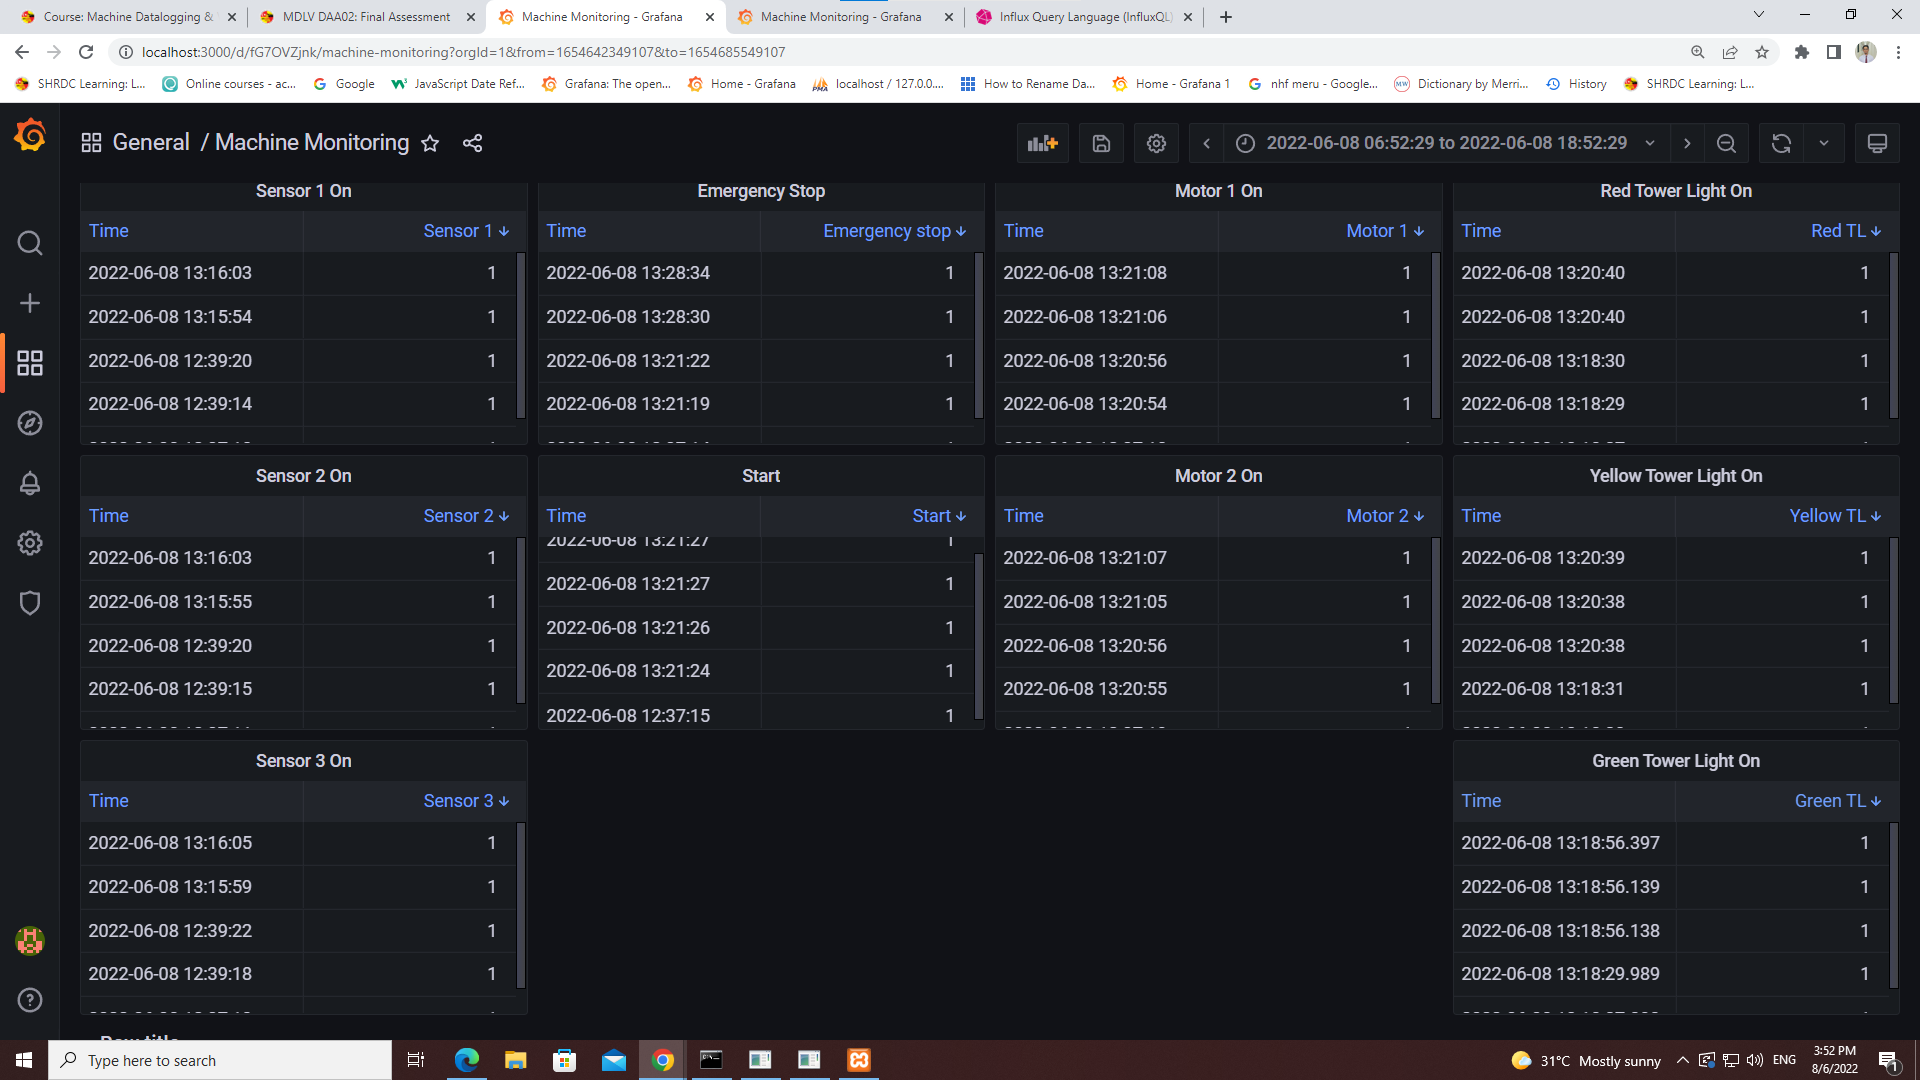 Course: Machine Datalogging &
MDLV DAA02: Final Assessment
Machine Monitoring - Grafana
Machine Monitoring - Grafana
Influx Query Language (InfluxQL)
localhost:3000/d/fG7OVZjnk/machine-monitoring?orgId=1&from=1654642349107&to=1654685549107
SHRDC Learning: L...
Online courses - ac...
Google
JavaScript Date Ref...
Grafana: The open...
Home - Grafana
localhost / 127.0.0....
How to Rename Da...
Home - Grafana 1
nhf meru - Google...
Dictionary by Merri...
History
SHRDC Learning: L...
General / Machine Monitoring
2022-06-08 06:52:29 to 2022-06-08 18:52:29
Sensor 1 On
Time Sensor 1
2022-06-08 13:16:03 1
2022-06-08 13:15:54 1
2022-06-08 12:39:20 1
2022-06-08 12:39:14 1
Emergency Stop
Time Emergency stop
2022-06-08 13:28:34 1
2022-06-08 13:28:30 1
2022-06-08 13:21:22 1
2022-06-08 13:21:19 1
Motor 1 On
Time Motor 1
2022-06-08 13:21:08 1
2022-06-08 13:21:06 1
2022-06-08 13:20:56 1
2022-06-08 13:20:54 1
Red Tower Light On
Time Red TL
2022-06-08 13:20:40 1
2022-06-08 13:20:40 1
2022-06-08 13:18:30 1
2022-06-08 13:18:29 1
Sensor 2 On
Time Sensor 2
2022-06-08 13:16:03 1
2022-06-08 13:15:55 1
2022-06-08 12:39:20 1
2022-06-08 12:39:15 1
Start
Time Start
2022-06-08 13:21:27 1
2022-06-08 13:21:27 1
2022-06-08 13:21:26 1
2022-06-08 13:21:24 1
2022-06-08 12:37:15 1
Motor 2 On
Time Motor 2
2022-06-08 13:21:07 1
2022-06-08 13:21:05 1
2022-06-08 13:20:56 1
2022-06-08 13:20:55 1
Yellow Tower Light On
Time Yellow TL
2022-06-08 13:20:39 1
2022-06-08 13:20:38 1
2022-06-08 13:20:38 1
2022-06-08 13:18:31 1
Sensor 3 On
Time Sensor 3
2022-06-08 13:16:05 1
2022-06-08 13:15:59 1
2022-06-08 12:39:22 1
2022-06-08 12:39:18 1
Green Tower Light On
Time Green TL
2022-06-08 13:18:56.397 1
2022-06-08 13:18:56.139 1
2022-06-08 13:18:56.138 1
2022-06-08 13:18:29.989 1
Row title
Type here to search
31°C Mostly sunny
ENG
3:52 PM
8/6/2022
1